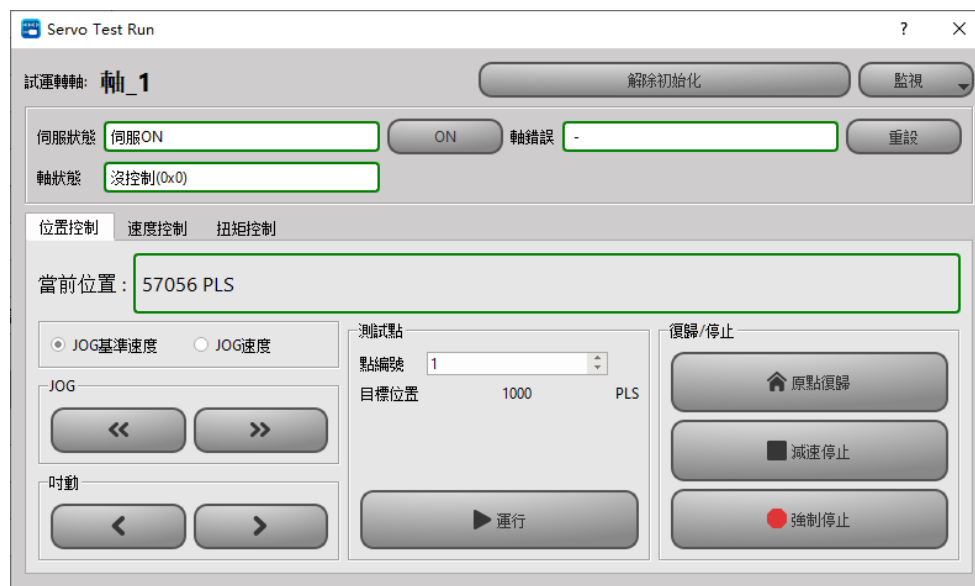 Servo Test Run
試運轉軸: 軸_1 解除初始化 監視
伺服狀態 伺服ON ON 軸錯誤 - 重設
軸狀態 沒控制(0x0)
位置控制 速度控制 扭矩控制
當前位置 : 57056 PLS
JOG基準速度 JOG速度
JOG
吋動
測試點
點編號 1
目標位置 1000 PLS
運行
復歸/停止
原點復歸
減速停止
強制停止